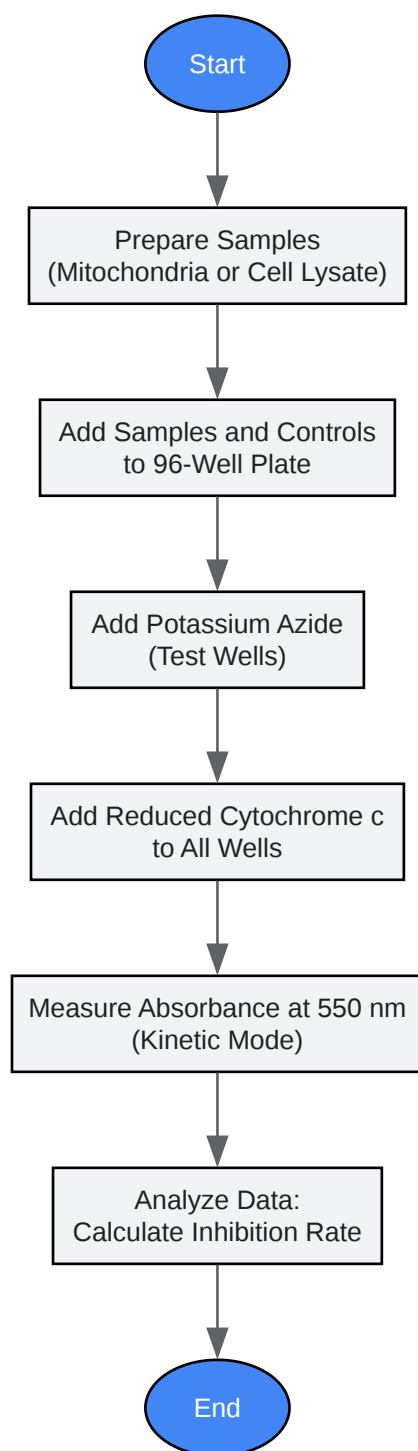 Start
Prepare Samples
(Mitochondria or Cell Lysate)
Add Samples and Controls
to 96-Well Plate
Add Potassium Azide
(Test Wells)
Add Reduced Cytochrome c
to All Wells
Measure Absorbance at 550 nm
(Kinetic Mode)
Analyze Data:
Calculate Inhibition Rate
End